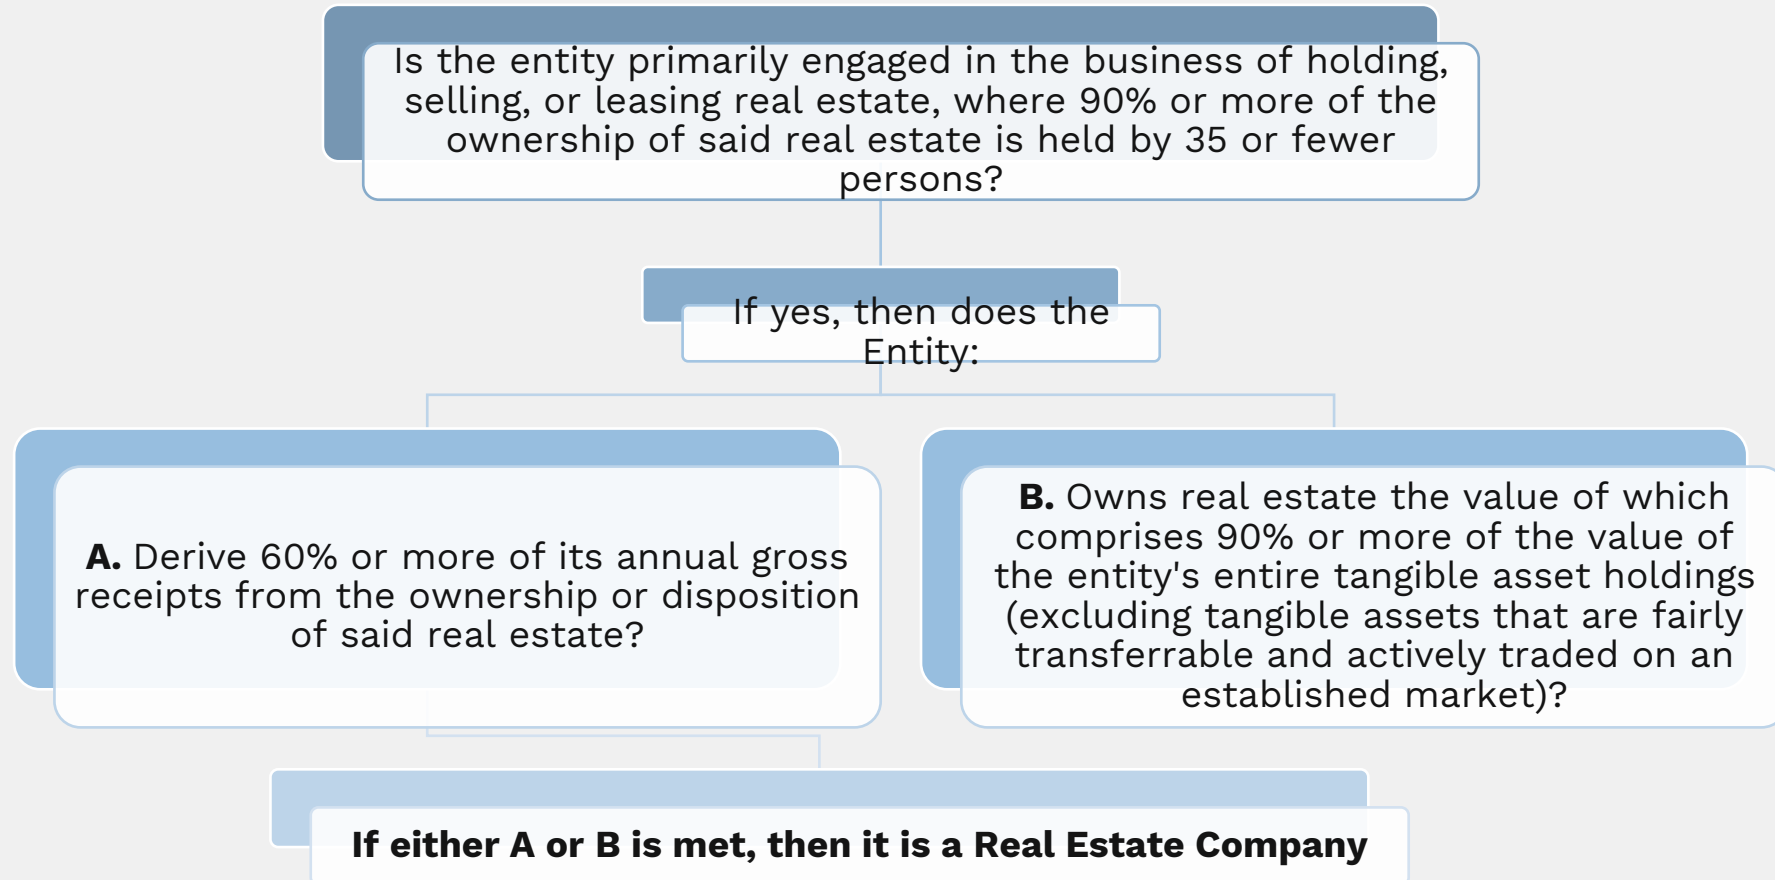 Is the entity primarily engaged in the business of holding,
selling, or leasing real estate, where 90% or more of the
ownership of said real estate is held by 35 or fewer
persons?
If yes, then does the
Entity:
A. Derive 60% or more of its annual gross
receipts from the ownership or disposition
of said real estate?
B. Owns real estate the value of which
comprises 90% or more of the value of
the entity's entire tangible asset holdings
(excluding tangible assets that are fairly
transferrable and actively traded on an
established market)?
If either A or B is met, then it is a Real Estate Company